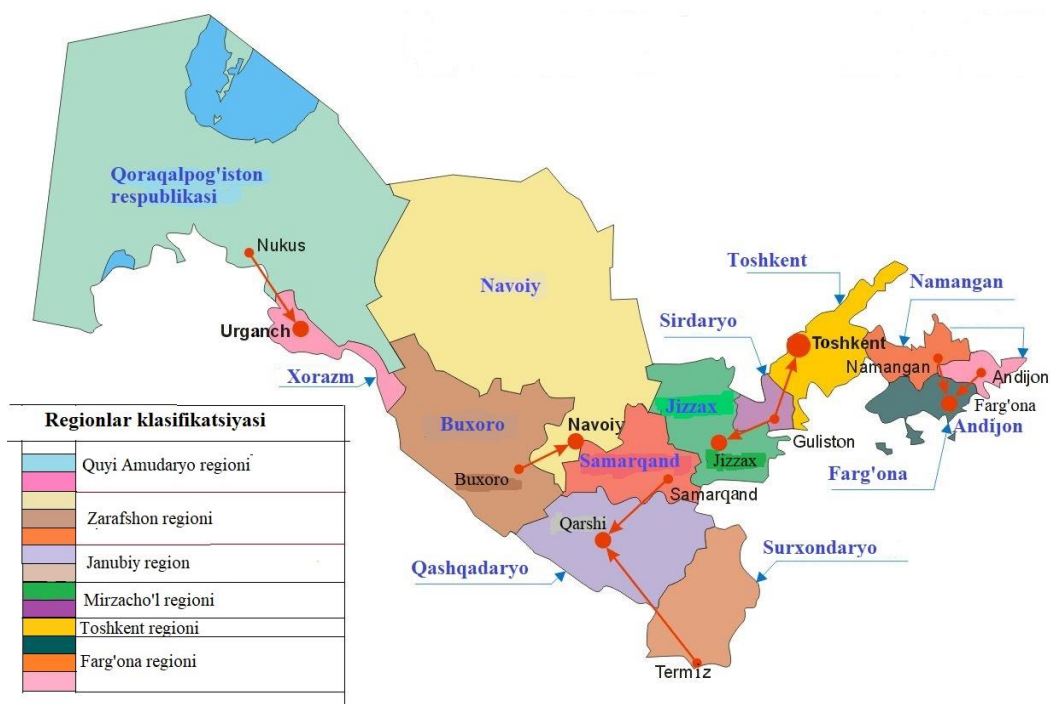 Qoraqalpog'iston
respublikasi
Nukus
Urganch
Xorazm
Navoiy
Buxoro
Buxoro
Navoiy
Samarqand
Samarqand
Jizzax
Jizzax
Sirdaryo
Toshkent
Toshkent
Namangan
Namangan
Andijon
Farg'ona
Andijon
Guliston
Farg'ona
Qarshi
Qashqadaryo
Surxondaryo
Termiz
Regionlar klasifikatsiyasi
Quyi Amudaryo regioni
Zarafshon regioni
Janubiy region
Mirzacho'l regioni
Toshkent regioni
Farg'ona regioni